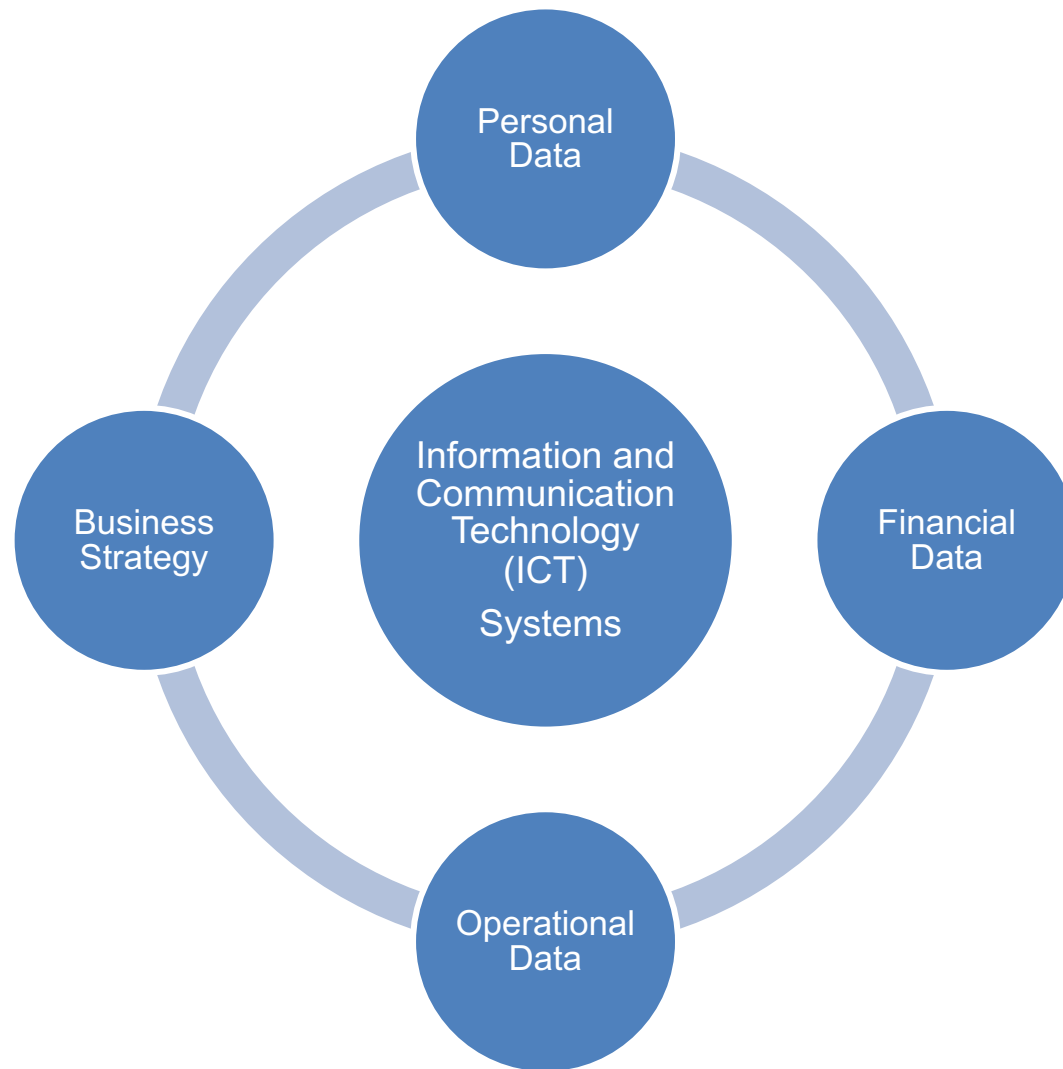 Personal
Data
Business
Strategy
Information and
Communication
Technology
(ICT)
Systems
Financial
Data
Operational
Data